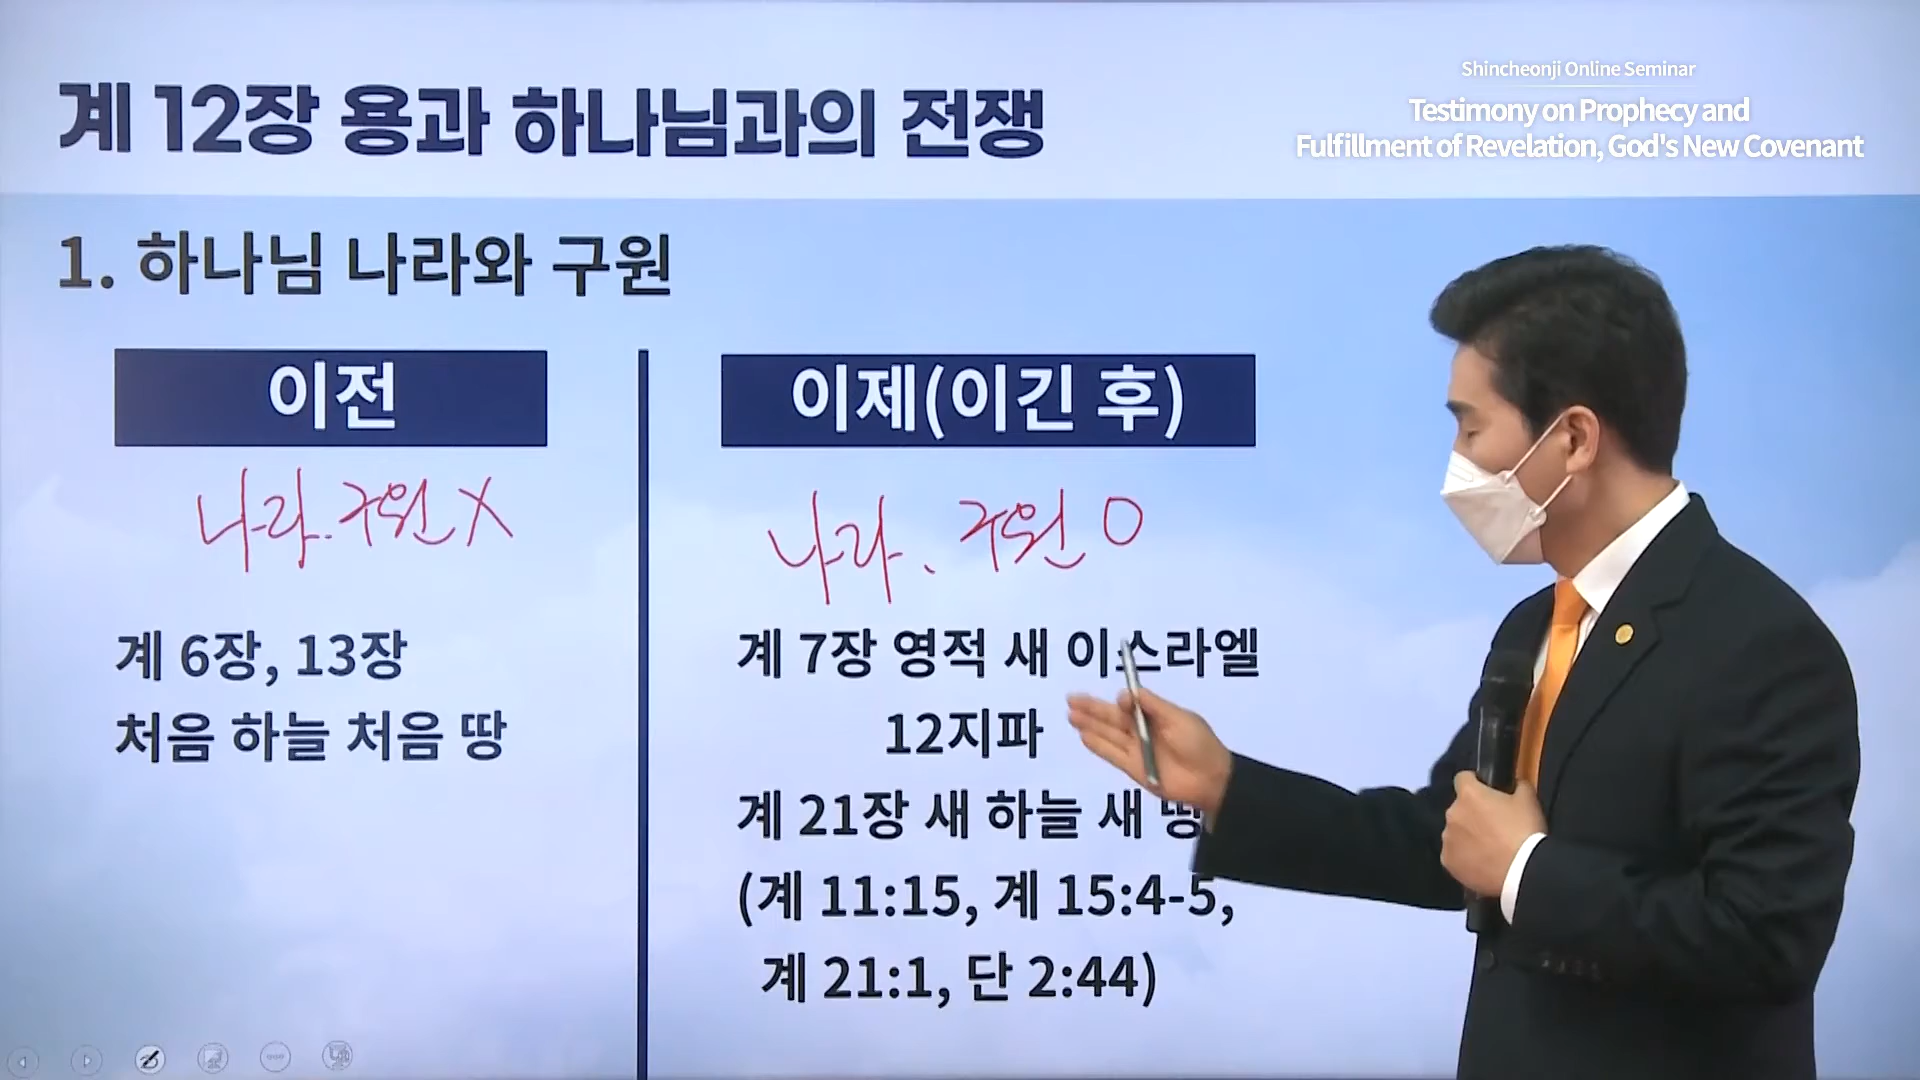 계 12장 용과 하나님과의 전쟁
Shincheonji Online Seminar
Testimony on Prophecy and
Fulfillment of Revelation, God's New Covenant
1. 하나님 나라와 구원
이전
나라. 구원 X
계 6장, 13장
처음 하늘 처음 땅
이제(이긴 후)
나라、구원 O
계 7장 영적 새 이스라엘
12지파
계 21장 새 하늘 새 땅
(계 11:15, 계 15:4-5,
계 21:1, 단 2:44)